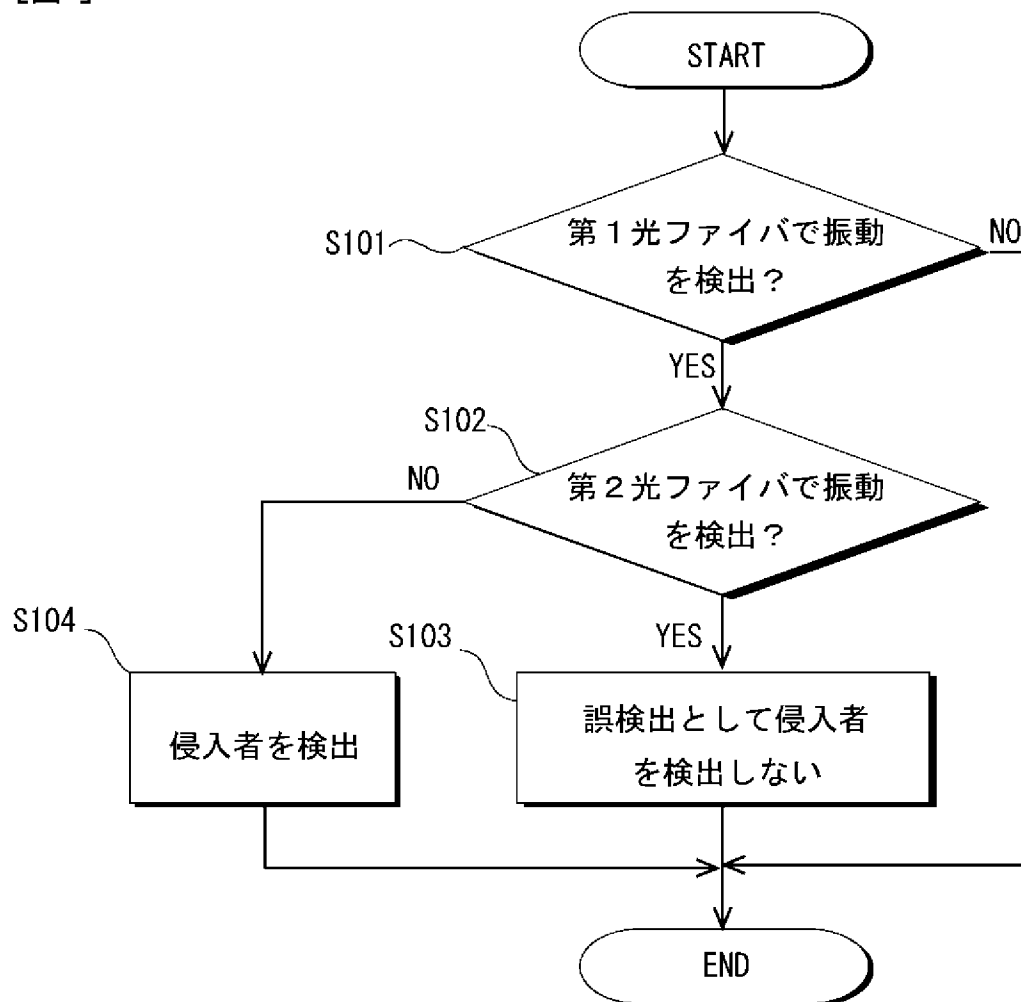 START
S101
第１光ファイバで振動
を検出？
NO
YES
S102
NO
第２光ファイバで振動
を検出？
S104
S103
YES
侵入者を検出
誤検出として侵入者
を検出しない
END